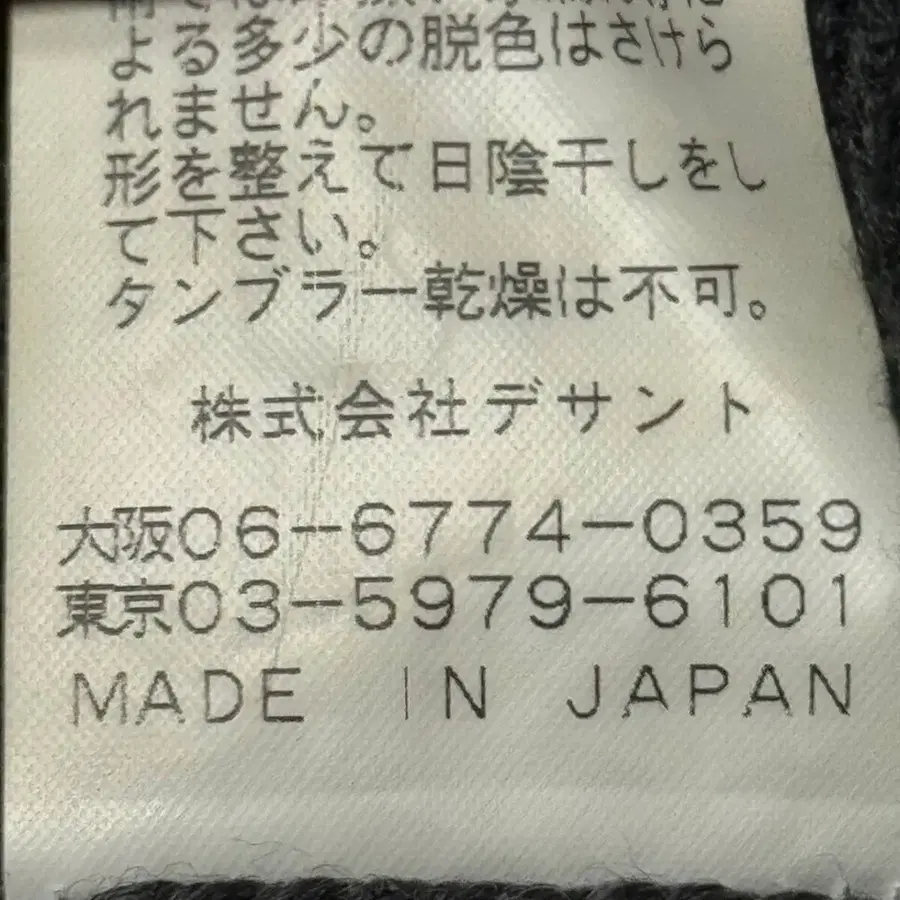 よる多少の脱色はさけら
れません。
形を整えて日陰干しをし
て下さい。
タンブラー乾燥は不可。
株式会社デサント
大阪06-6774-0359
東京03-5979-6101
MADE IN JAPAN